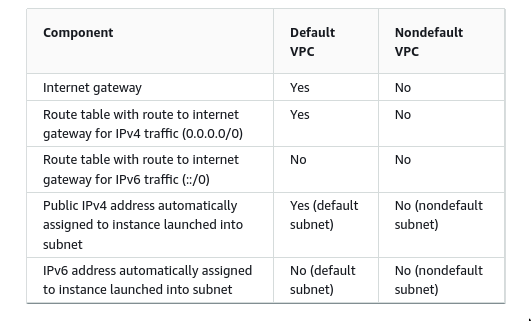 Component Default VPC Nondefault VPC
Internet gateway Yes No
Route table with route to internet Yes No
gateway for IPv4 traffic (0.0.0.0/0)
Route table with route to internet No No
gateway for IPv6 traffic (::/0)
Public IPv4 address automatically Yes (default No (nondefault
assigned to instance launched into subnet) subnet)
subnet
IPv6 address automatically assigned No (default No (nondefault
to instance launched into subnet subnet) subnet)